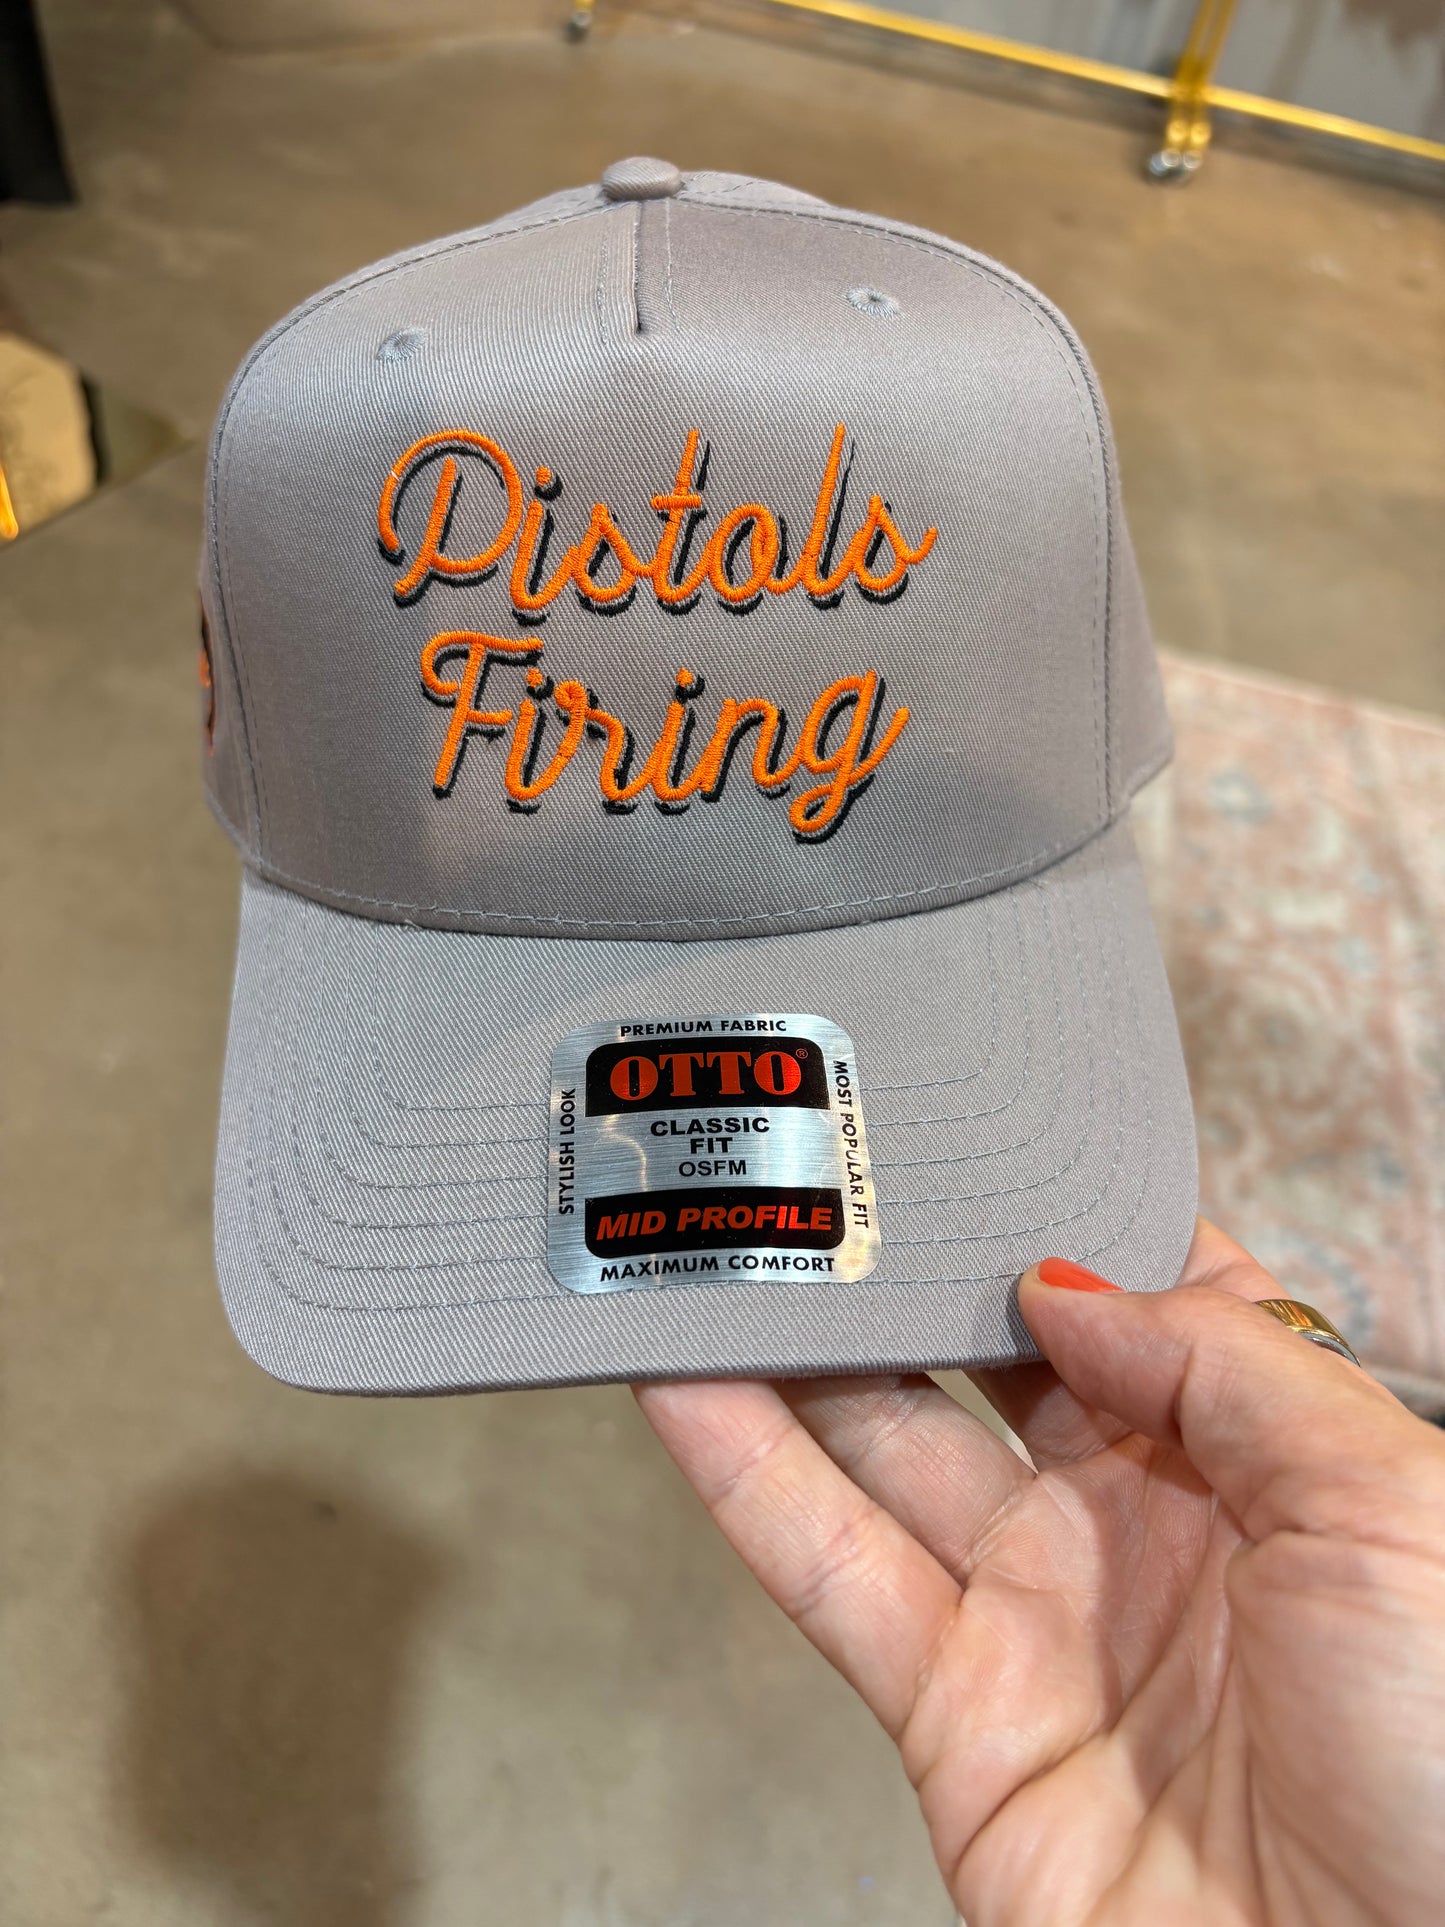 Pistols
Firing
PREMIUM FABRIC
OTTO®
STYLISH LOOK
CLASSIC
FIT
OSFM
MOST POPULAR FIT
MID PROFILE
MAXIMUM COMFORT